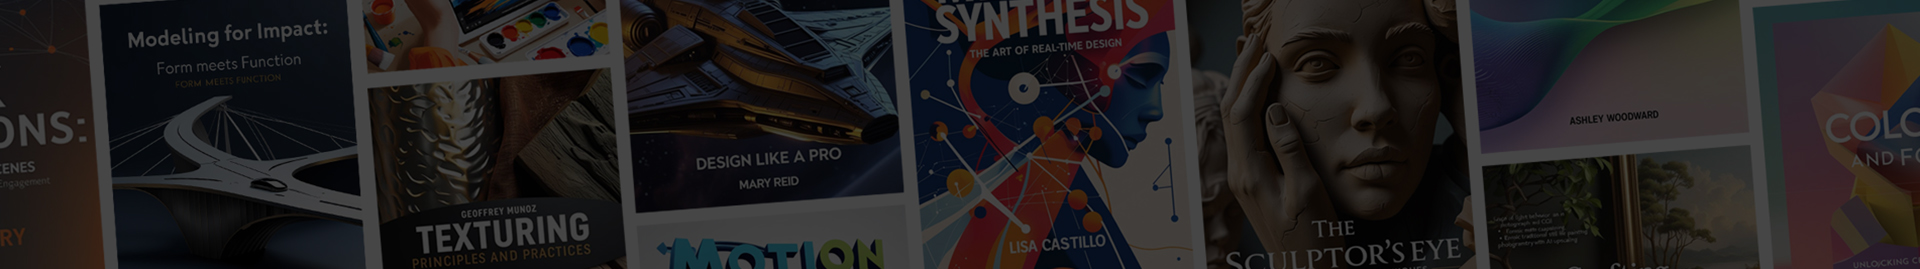 ONS:
CENES
Engagement
RY
Modeling for Impact:
Form meets Function
FORM MEETS FUNCTION
GEOFFREY MUNOZ
TEXTURING
PRINCIPLES AND PRACTICES
DESIGN LIKE A PRO
MARY REID
MOTION
SYNTHESIS
THE ART OF REAL-TIME DESIGN
LISA CASTILLO
THE
SCULPTOR'S EYE
ASHLEY WOODWARD
Crafting
COLO
AND FO
UNLOCKING C